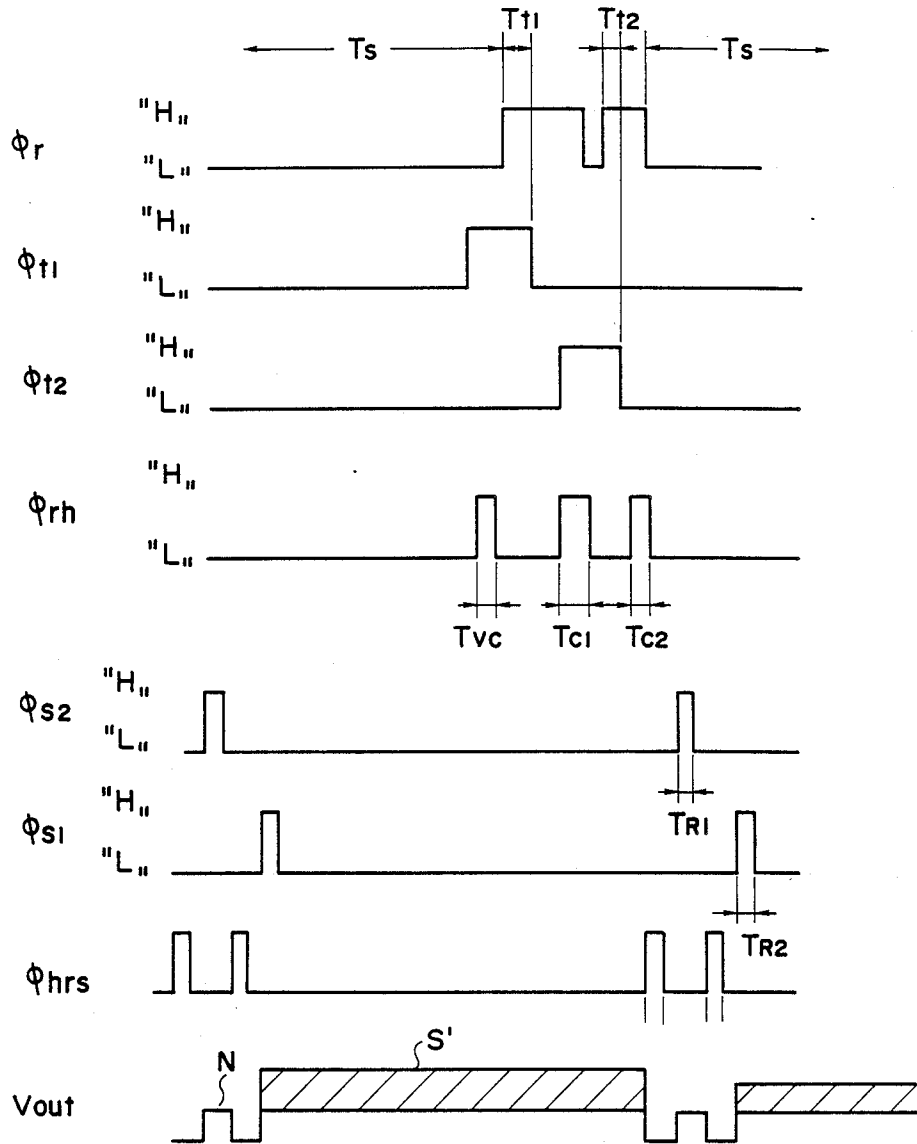 Tt1 Tt2
Ts Ts
"H"
ϕr
"L"
"H"
ϕt1
"L"
"H"
ϕt2
"L"
"H"
ϕrh
"L"
Tvc Tc1 Tc2
"H"
ϕS2
"L"
TR1
"H"
ϕS1
"L"
TR2
ϕhrs
N S'
Vout